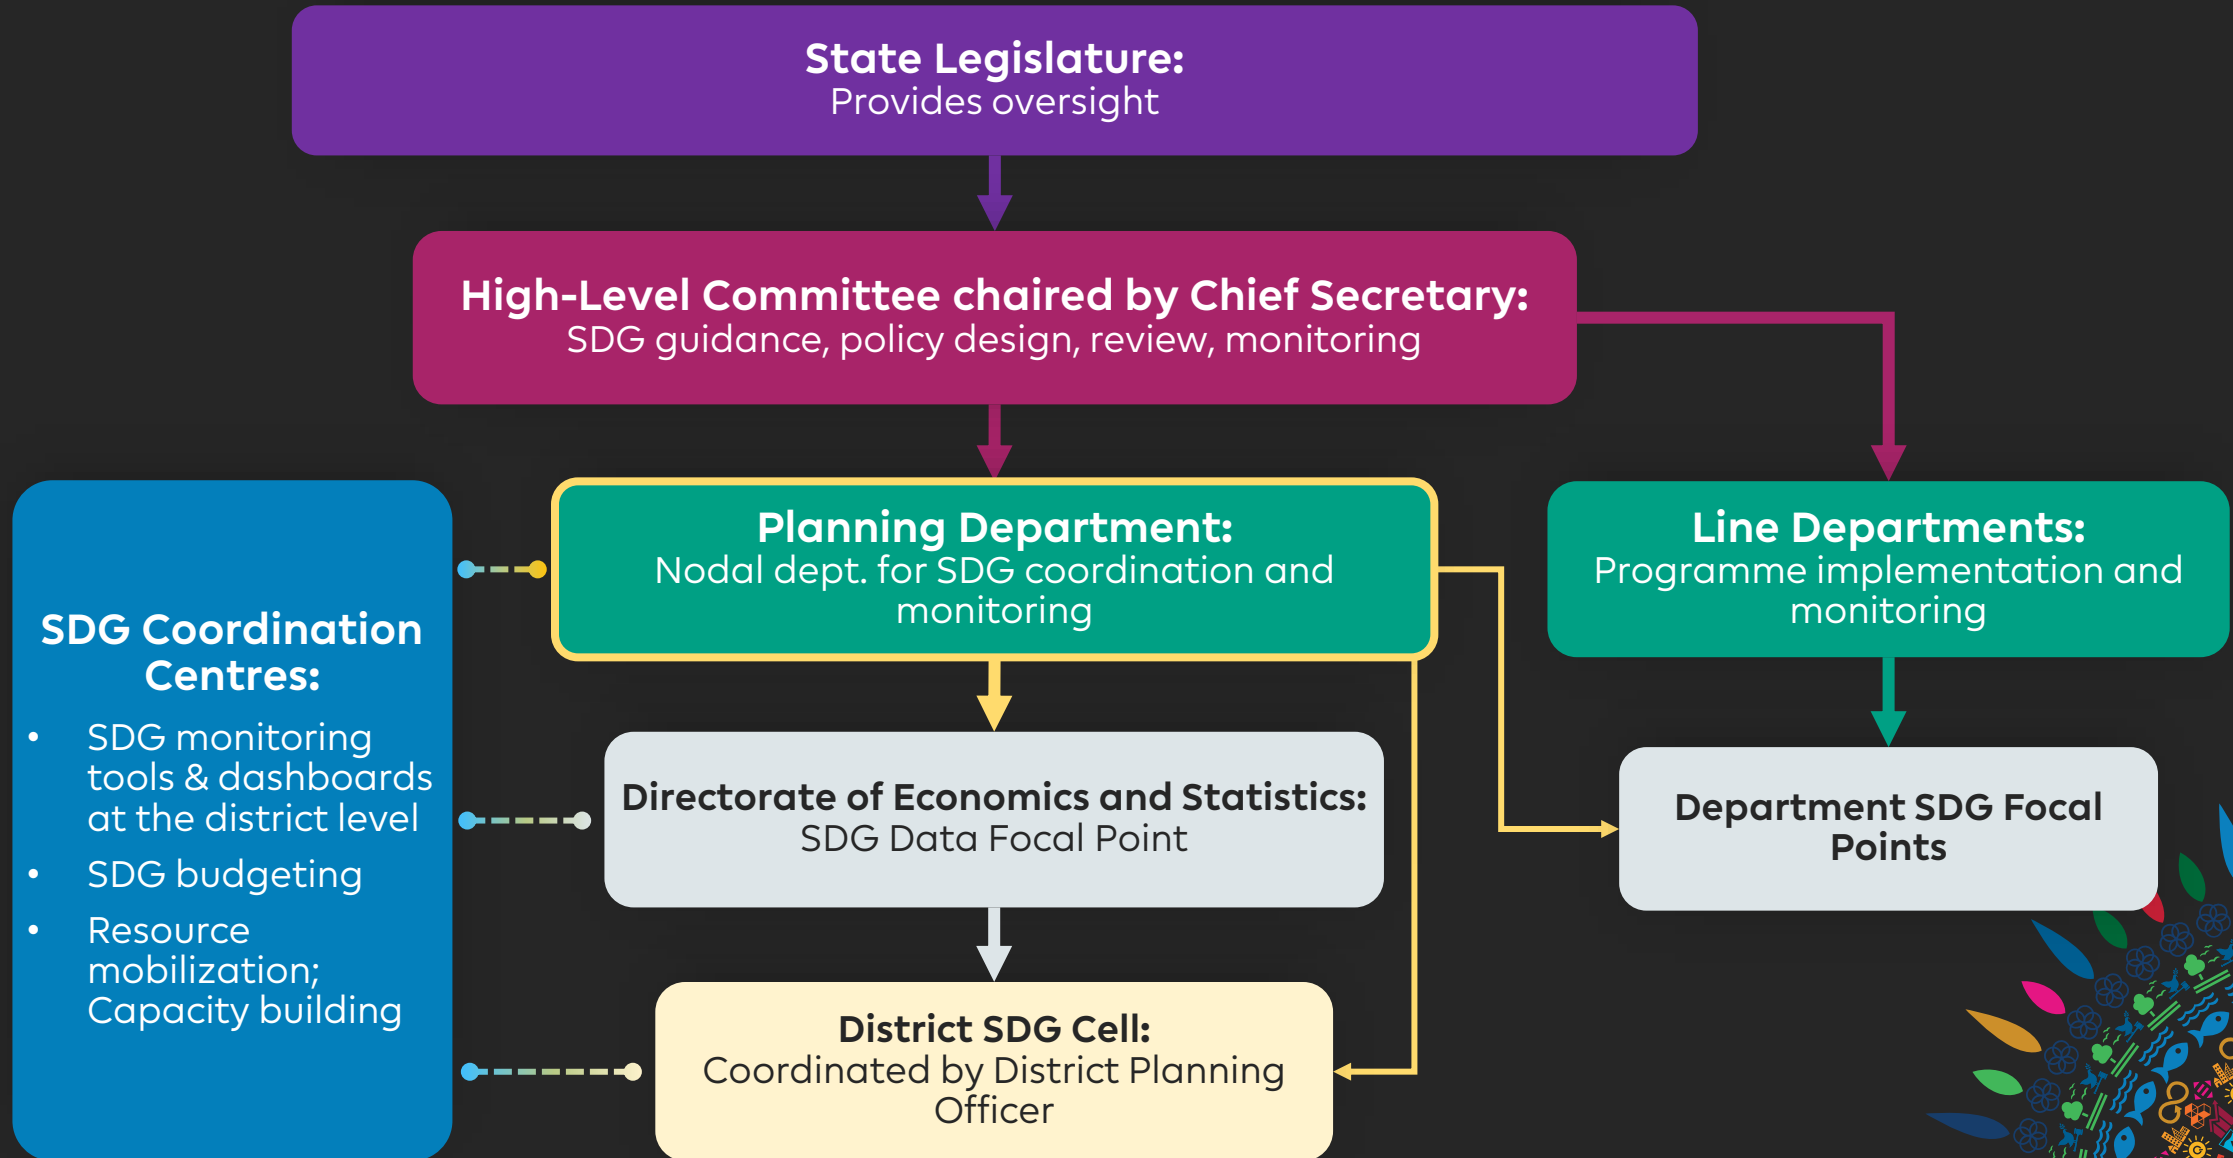 State Legislature:
Provides oversight
High-Level Committee chaired by Chief Secretary:
SDG guidance, policy design, review, monitoring
SDG Coordination
Centres:
• SDG monitoring
tools & dashboards
at the district level
• SDG budgeting
• Resource
mobilization;
Capacity building
Planning Department:
Nodal dept. for SDG coordination and
monitoring
Line Departments:
Programme implementation and
monitoring
Directorate of Economics and Statistics:
SDG Data Focal Point
Department SDG Focal
Points
District SDG Cell:
Coordinated by District Planning
Officer